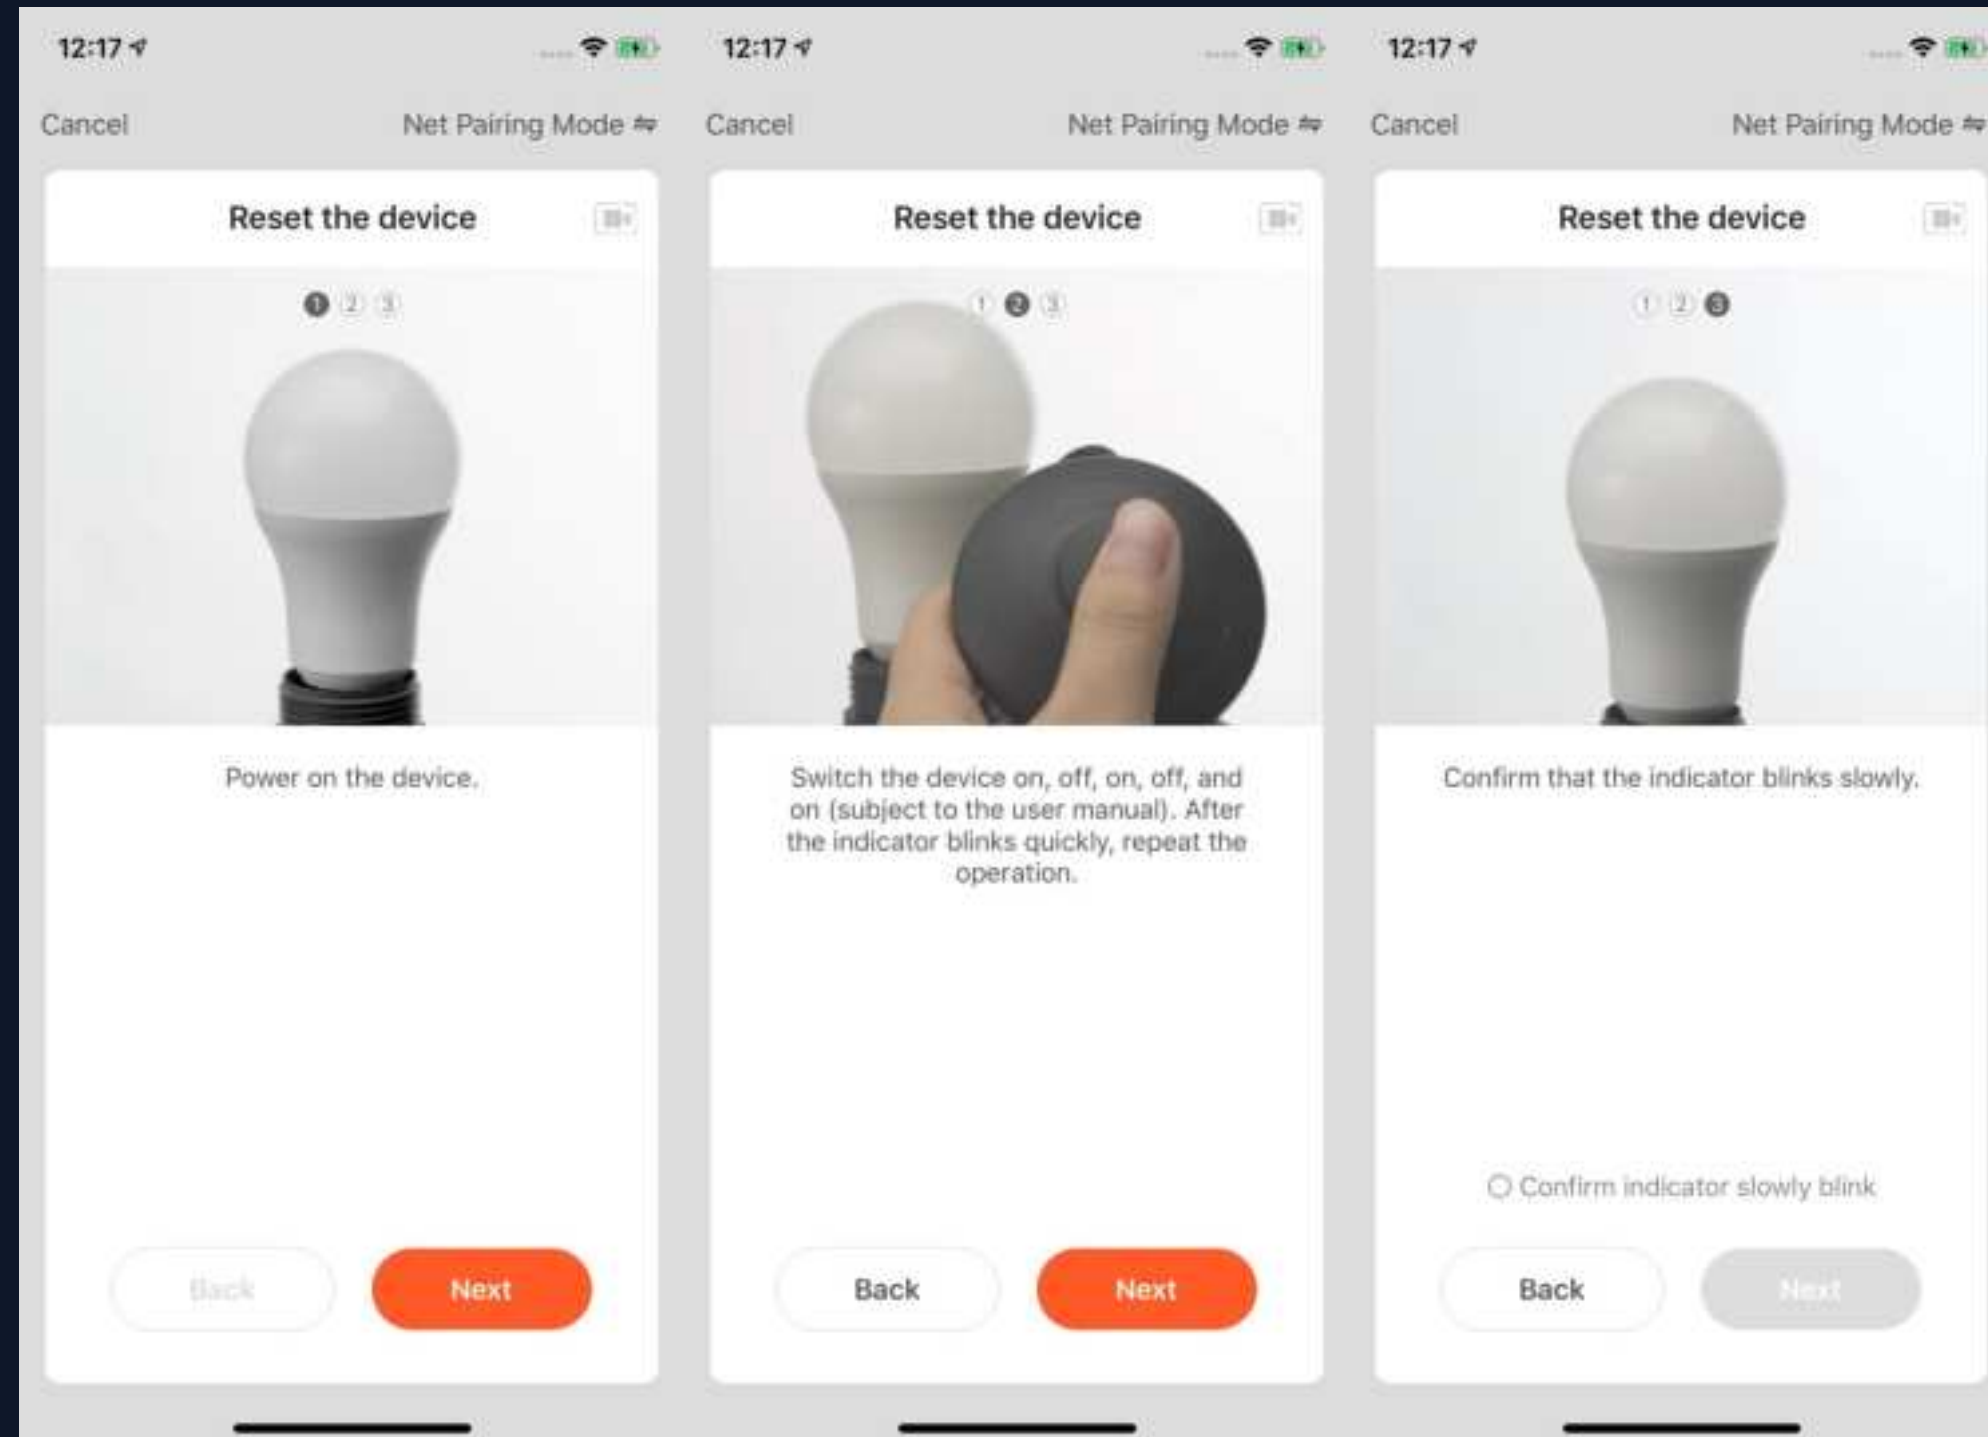 12:17
Cancel
Net Pairing Mode
Reset the device
1 2 3
Power on the device.
Back
Next
12:17
Cancel
Net Pairing Mode
Reset the device
1 2 3
Switch the device on, off, on, off, and
on (subject to the user manual). After
the indicator blinks quickly, repeat the
operation.
Back
Next
12:17
Cancel
Net Pairing Mode
Reset the device
1 2 3
Confirm that the indicator blinks slowly.
Confirm indicator slowly blink
Back
Next